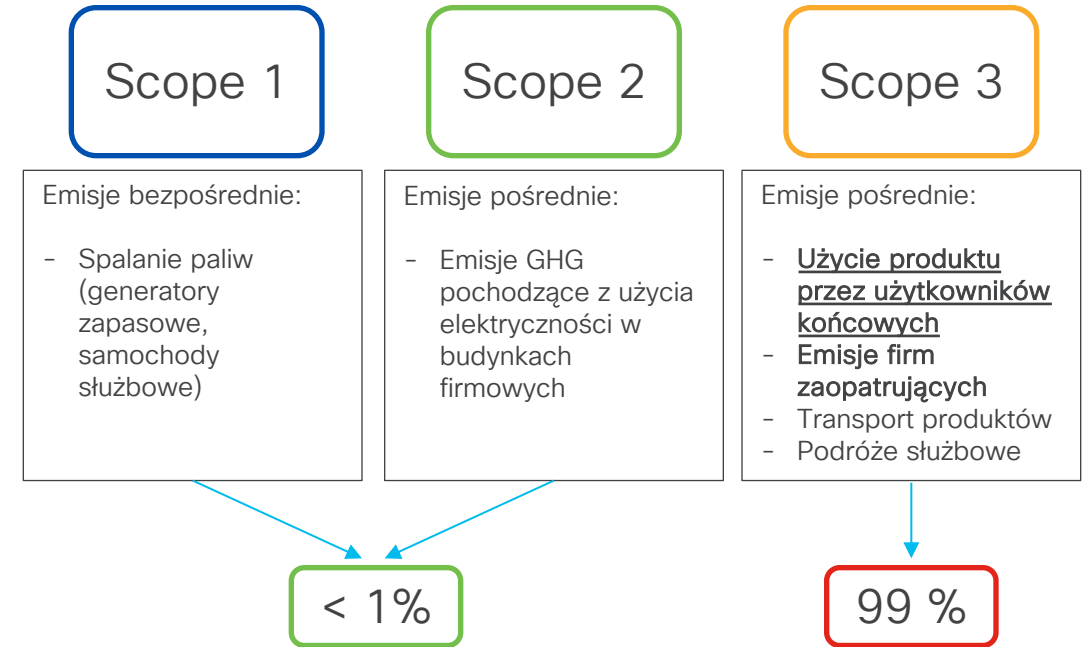 Scope 1
Scope 2
Scope 3
Emisje bezpośrednie:
- Spalanie paliw
(generatory
zapasowe,
samochody
służbowe)
Emisje pośrednie:
- Emisje GHG
pochodzące z użycia
elektryczności w
budynkach
firmowych
Emisje pośrednie:
- Użycie produktu
przez użytkowników
końcowych
- Emisje firm
zaopatrujących
- Transport produktów
- Podróże służbowe
< 1%
99 %